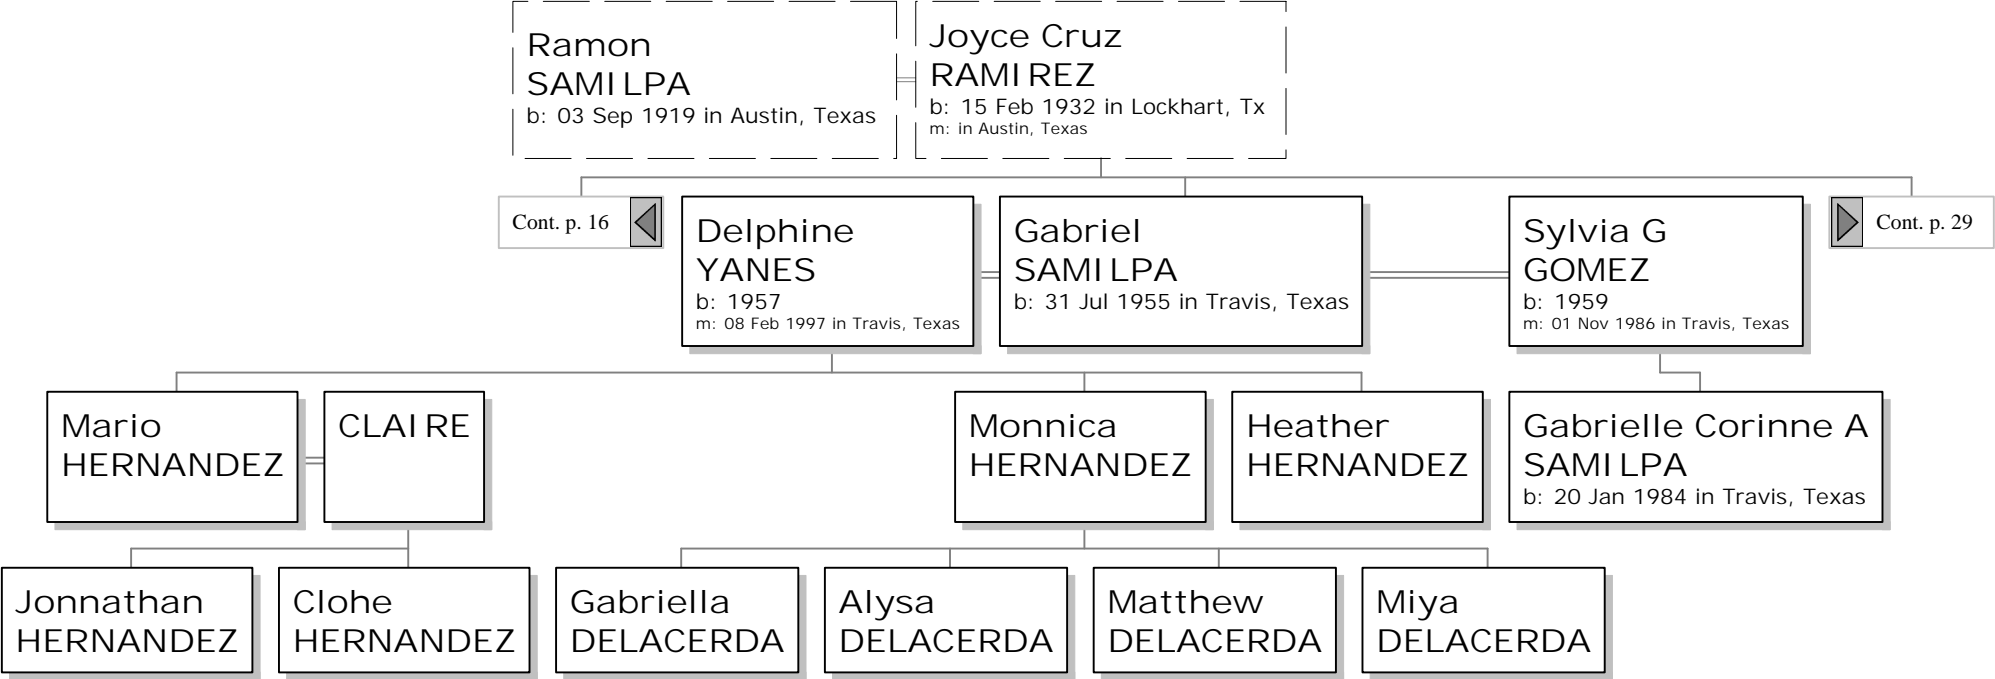 Ramon
SAMILPA
b: 03 Sep 1919 in Austin, Texas
Joyce Cruz
RAMIREZ
b: 15 Feb 1932 in Lockhart, Tx
m: in Austin, Texas
Cont. p. 16
Delphine
YANES
b: 1957
m: 08 Feb 1997 in Travis, Texas
Gabriel
SAMILPA
b: 31 Jul 1955 in Travis, Texas
Sylvia G
GOMEZ
b: 1959
m: 01 Nov 1986 in Travis, Texas
Cont. p. 29
Mario
HERNANDEZ
CLAIRE
Monnica
HERNANDEZ
Heather
HERNANDEZ
Gabrielle Corinne A
SAMILPA
b: 20 Jan 1984 in Travis, Texas
Jonnathan
HERNANDEZ
Clohe
HERNANDEZ
Gabriella
DELACERDA
Alysa
DELACERDA
Matthew
DELACERDA
Miya
DELACERDA